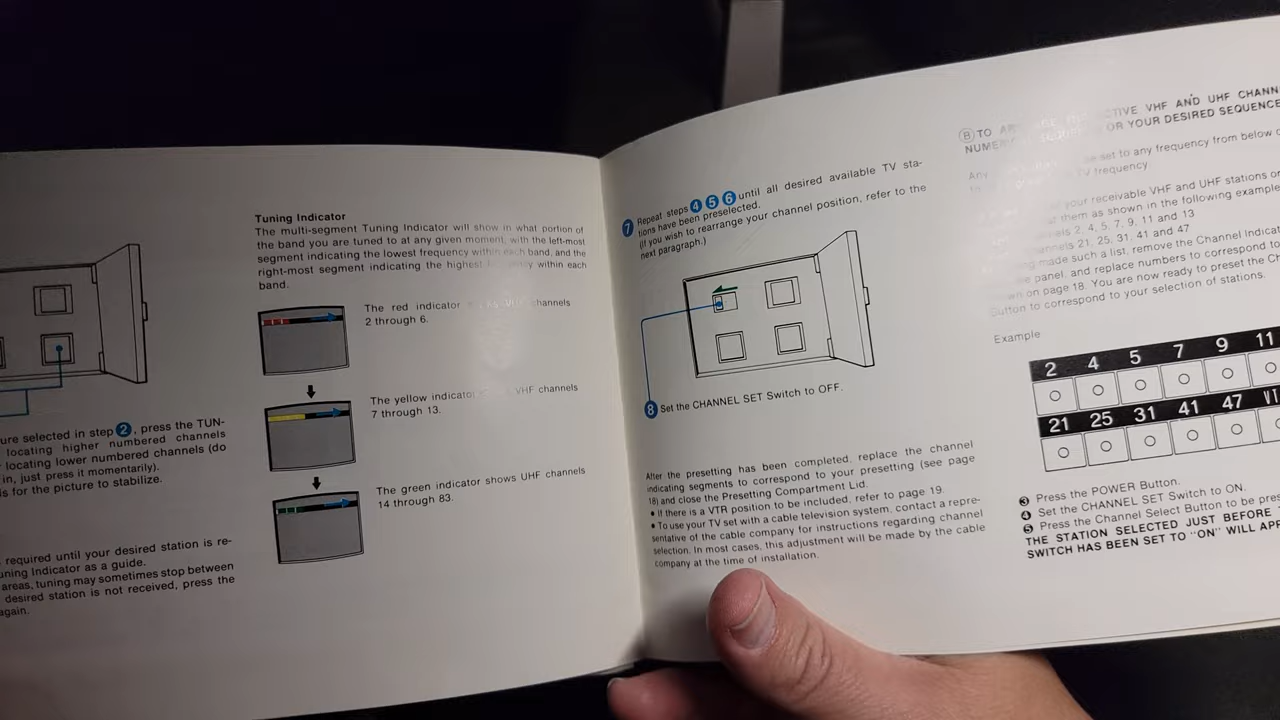 ure selected in step 2, press the TUN-
locating higher numbered channels
locating lower numbered channels (do
in, just press it momentarily).
s for the picture to stabilize.
required until your desired station is re-
uning Indicator as a guide.
areas, tuning may sometimes stop between
desired station is not received, press the
again.
Tuning Indicator
The multi-segment Tuning Indicator will show in what portion of
the band you are tuned to at any given moment, with the left-most
segment indicating the lowest frequency within each band, and the
right-most segment indicating the highest within each
band.
The red indicator VHF channels
2 through 6.
The yellow indicator VHF channels
7 through 13.
The green indicator shows UHF channels
14 through 83.
7 Repeat steps 4 5 6 until all desired available TV sta-
tions have been preselected.
(If you wish to rearrange your channel position, refer to the
next paragraph.)
8 Set the CHANNEL SET Switch to OFF.
After the presetting has been completed, replace the channel
indicating segments to correspond to your presetting (see page
18) and close the Presetting Compartment Lid.
• If there is a VTR position to be included, refer to page 19.
• To use your TV set with a cable television system, contact a repre-
sentative of the cable company for instructions regarding channel
selection. In most cases, this adjustment will be made by the cable
company at the time of installation.
B TO VHF AND UHF CHANN
OR YOUR DESIRED SEQUENCE
Any be set to any frequency from below
frequency
your receivable VHF and UHF stations or
them as shown in the following example
2, 4, 5, 7, 9, 11 and 13
21, 25, 31, 41 and 47
made such a list, remove the Channel Indicat
panel, and replace numbers to correspond to
on page 18. You are now ready to preset the Ch
Button to correspond to your selection of stations.
Example
2 4 5 7 9 11
21 25 31 41 47 VT
3 Press the POWER Button.
4 Set the CHANNEL SET Switch to ON.
5 Press the Channel Select Button to be pres
THE STATION SELECTED JUST BEFORE
SWITCH HAS BEEN SET TO "ON" WILL APP